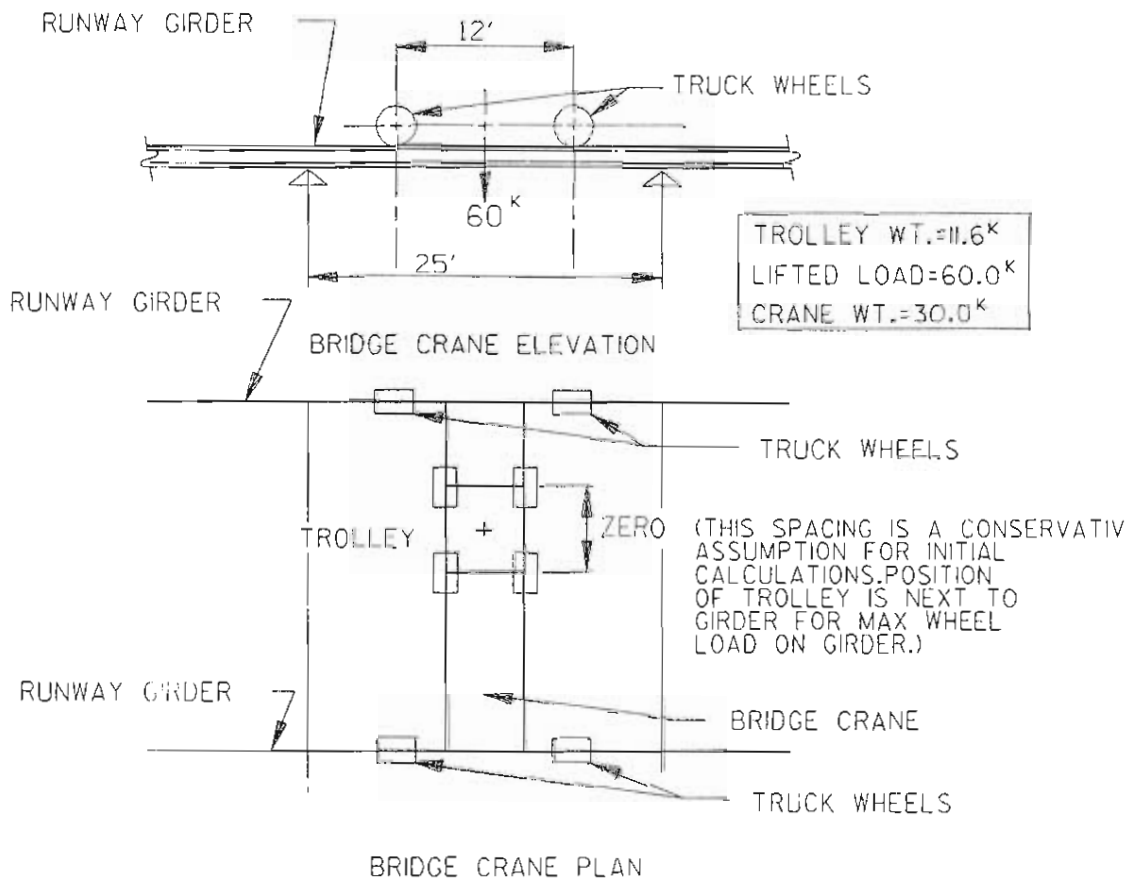 RUNWAY GIRDER
12'
TRUCK WHEELS
60 K
TROLLEY WT.=11.6K
LIFTED LOAD=60.0K
CRANE WT.=30.0K
25'
RUNWAY GIRDER
BRIDGE CRANE ELEVATION
TRUCK WHEELS
TROLLEY
ZERO
(THIS SPACING IS A CONSERVATIV
ASSUMPTION FOR INITIAL
CALCULATIONS.POSITION
OF TROLLEY IS NEXT TO
GIRDER FOR MAX WHEEL
LOAD ON GIRDER.)
RUNWAY GIRDER
BRIDGE CRANE
TRUCK WHEELS
BRIDGE CRANE PLAN